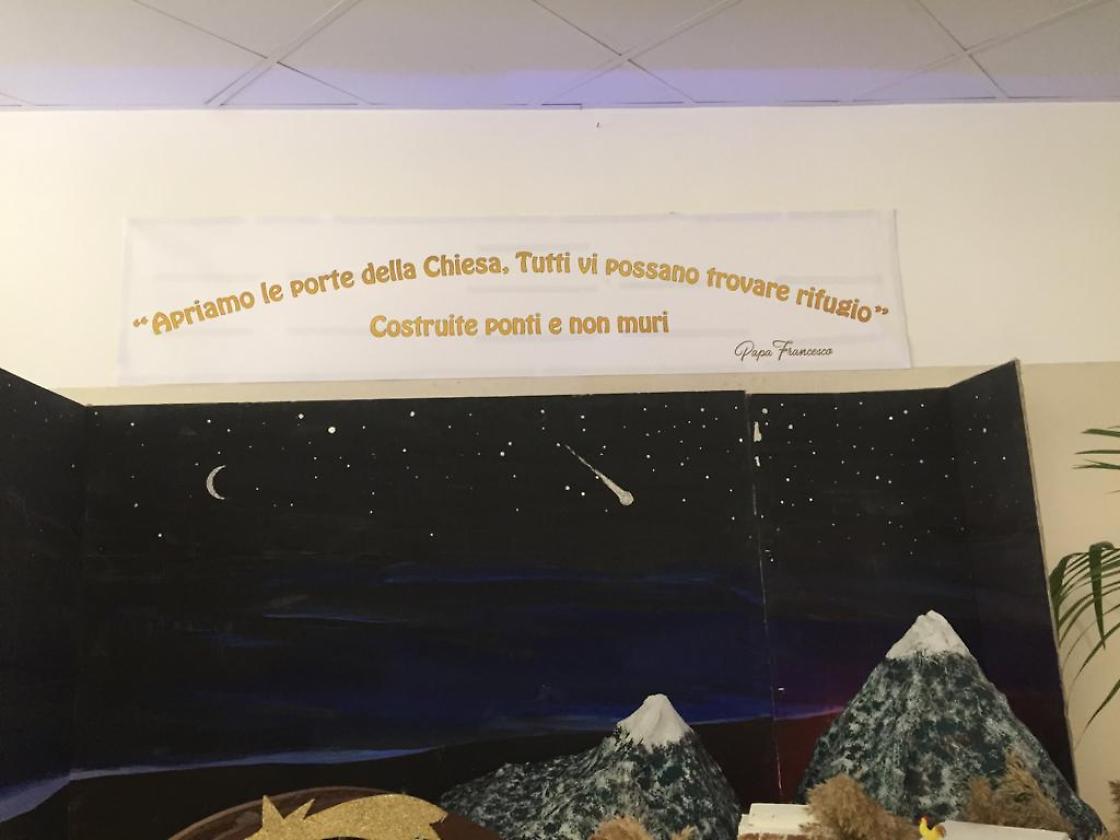 “Apriamo le porte della Chiesa, Tutti vi possano trovare rifugio”
Costruite ponti e non muri
Papa Francesco